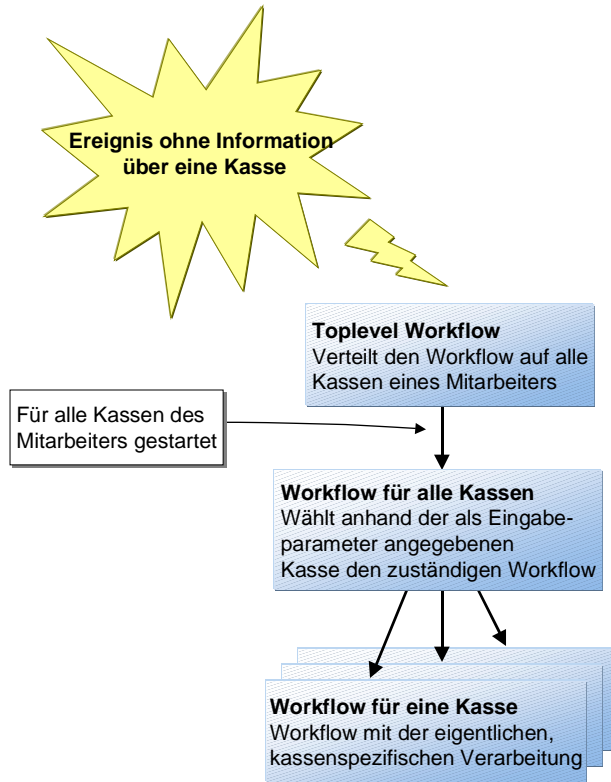 Ereignis ohne Information
über eine Kasse
Toplevel Workflow
Verteilt den Workflow auf alle
Kassen eines Mitarbeiters
Für alle Kassen des
Mitarbeiters gestartet
Workflow für alle Kassen
Wählt anhand der als Eingabe-
parameter angegebenen
Kasse den zuständigen Workflow
Workflow für eine Kasse
Workflow mit der eigentlichen,
kassenspezifischen Verarbeitung